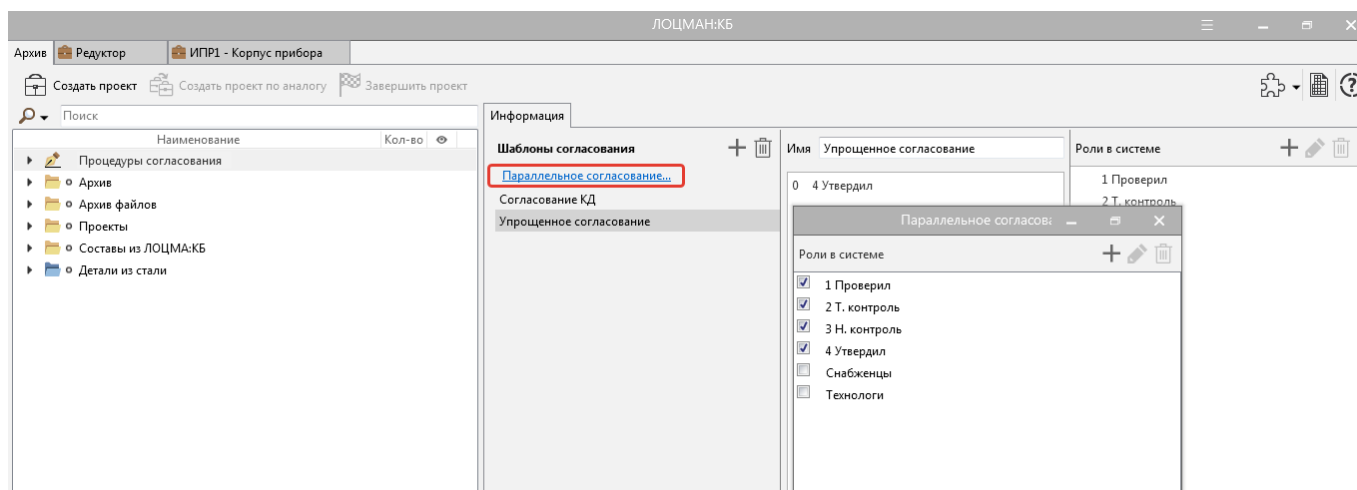 ЛОЦМАН:КБ
Архив
Редуктор
ИПР1 - Корпус прибора
Создать проект
Создать проект по аналогу
Завершить проект
Поиск
Наименование
Кол-во
Процедуры согласования
Архив
Архив файлов
Проекты
Составы из ЛОЦМА:КБ
Детали из стали
Информация
Шаблоны согласования
Параллельное согласование...
Согласование КД
Упрощенное согласование
Имя Упрощенное согласование
0 4 Утвердил
Роли в системе
1 Проверил
2 Т. контроль
Параллельное согласова
Роли в системе
1 Проверил
2 Т. контроль
3 Н. контроль
4 Утвердил
Снабженцы
Технологи